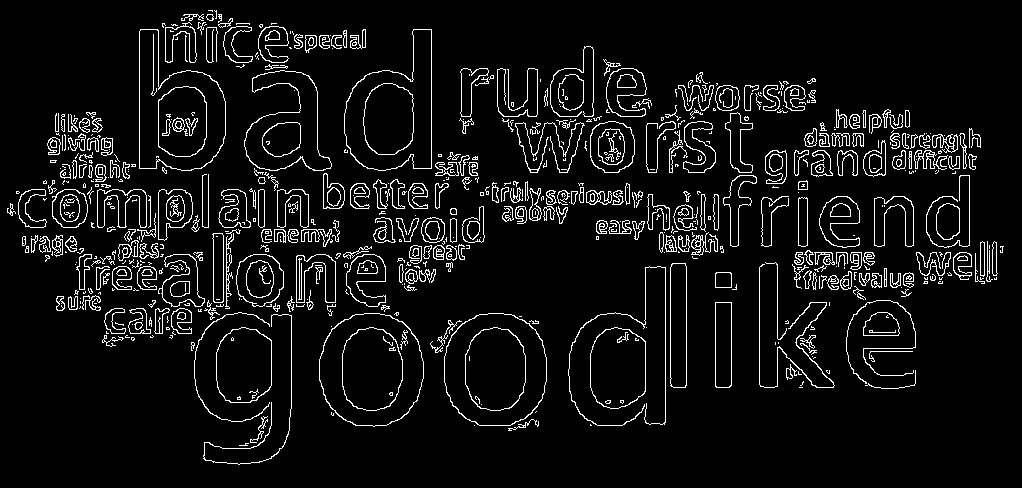 nice special
bad rude worse
joy worst
likes helpful
giving damn strength
alright safe grand difficult
complain better truly seriously friend
avoid agony easy hell
rage enemy laugh
piss great strange well
free alone low tired value
sure like
care
good